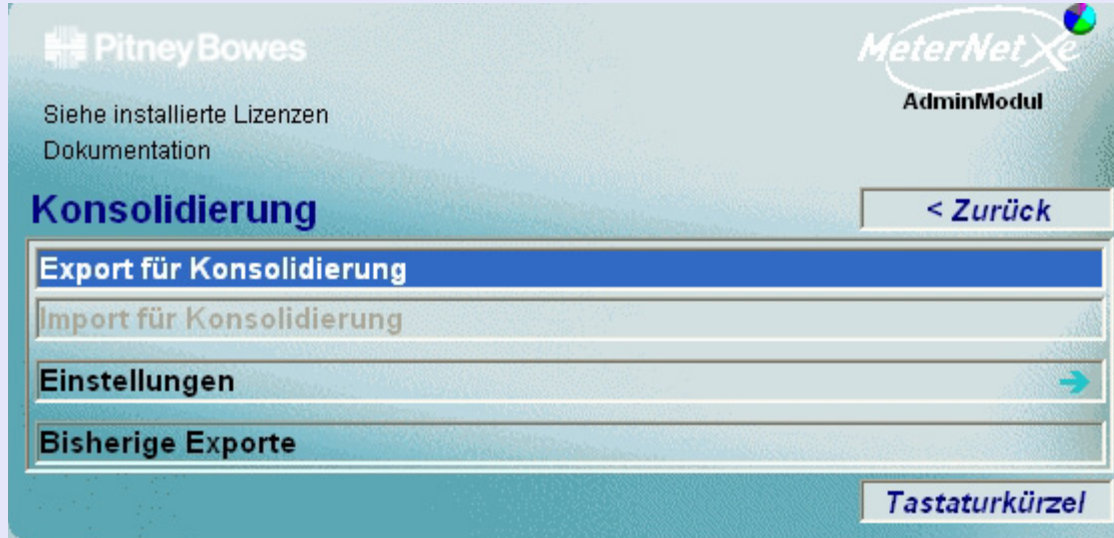 Pitney Bowes
MeterNet Xe
AdminModul
Siehe installierte Lizenzen
Dokumentation
Konsolidierung
< Zurück
Export für Konsolidierung
Import für Konsolidierung
Einstellungen
Bisherige Exporte
Tastaturkürzel